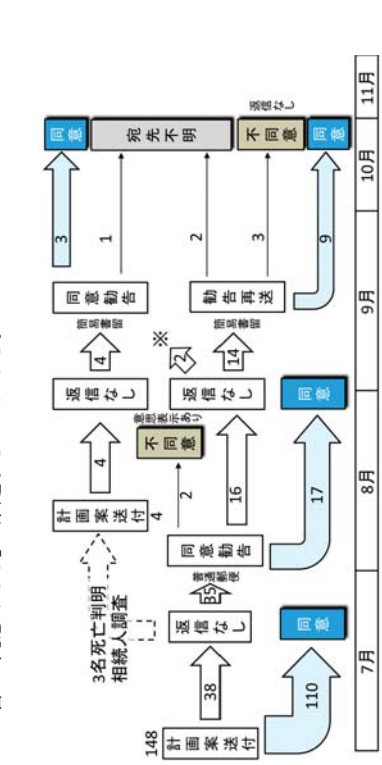 148
計画案送付
38
110
同意
返信なし
3名死亡判明
相続人調査
35
普通郵便
同意勧告
計画案送付
4
2
不同意
意思表示あり
16
17
同意
4
返信なし
返信なし
※
2
4
簡易書留
14
簡易書留
同意勧告
勧告再送
3
同意
1
2
宛先不明
3
不同意
返信なし
9
同意
7月
8月
9月
10月
11月